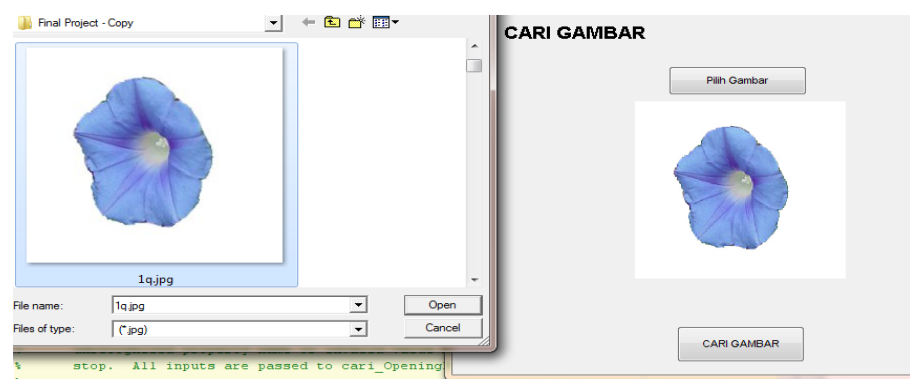 Final Project - Copy
1q.jpg
File name:
1q.jpg
Open
Files of type:
(*.jpg)
Cancel
% stop. All inputs are passed to cari_Opening
CARI GAMBAR
Pilih Gambar
CARI GAMBAR